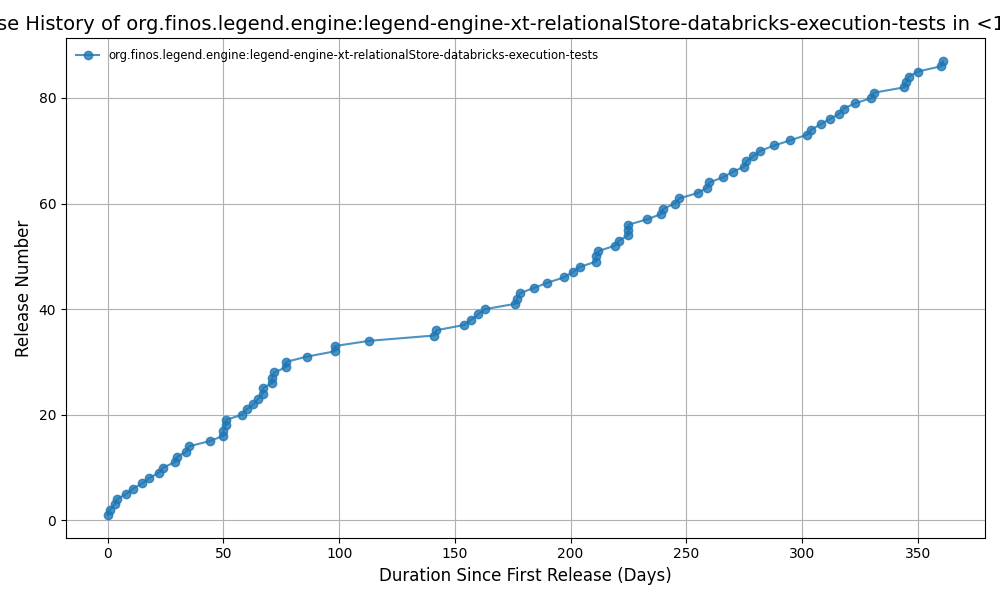 se History of org.finos.legend.engine:legend-engine-xt-relationalStore-databricks-execution-tests in <1
org.finos.legend.engine:legend-engine-xt-relationalStore-databricks-execution-tests
Release Number
80
60
40
20
0
0 50 100 150 200 250 300 350
Duration Since First Release (Days)